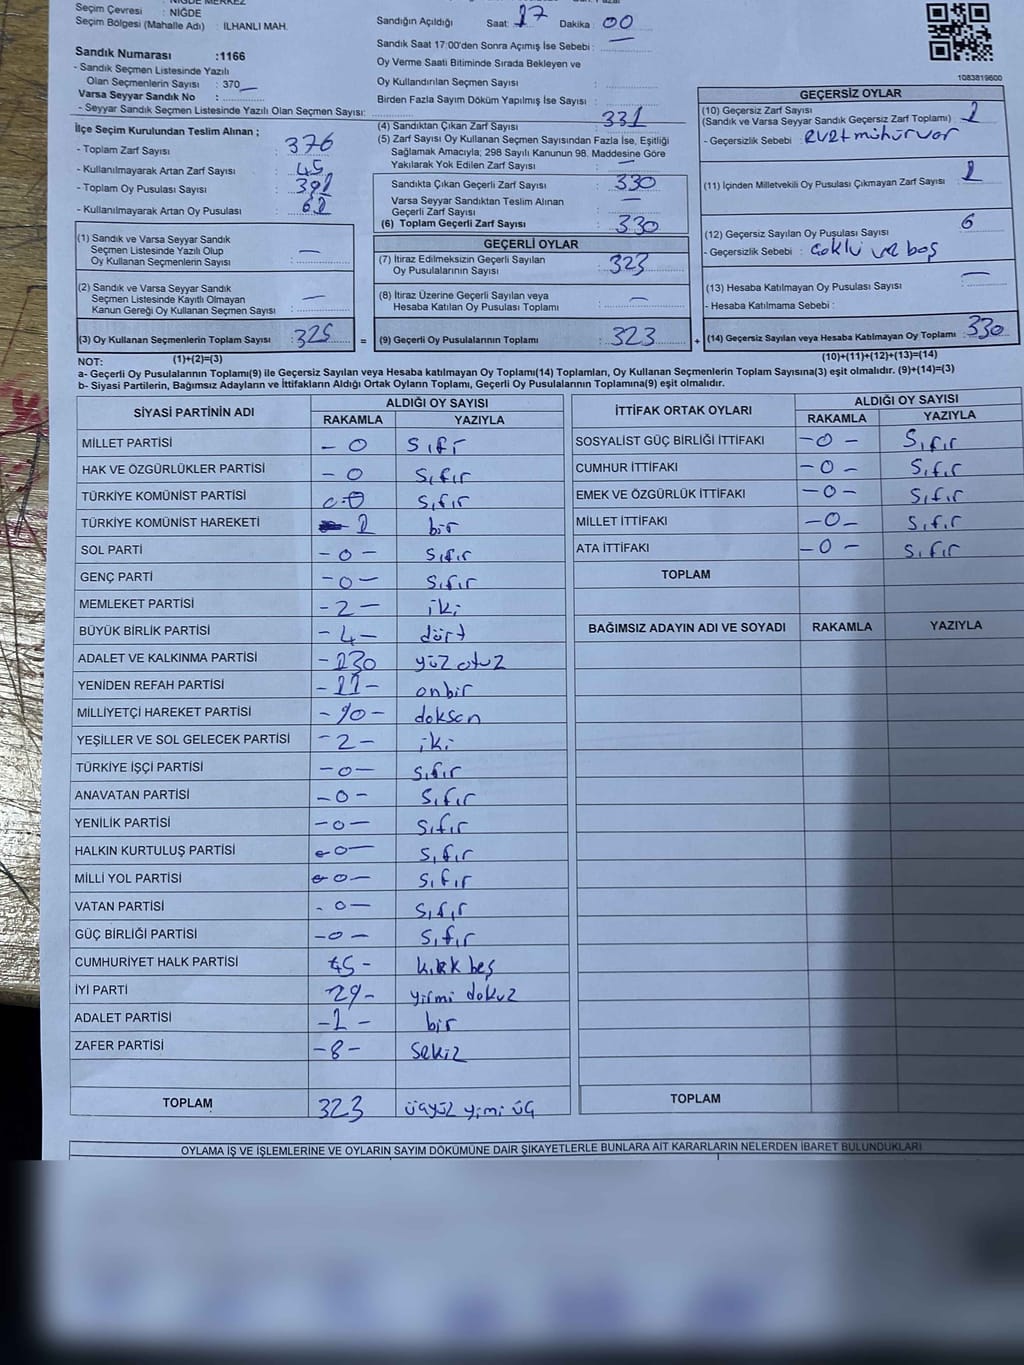 Seçim Çevresi : NİĞDE
Seçim Bölgesi (Mahalle Adı) : İLHANLI MAH.
Sandık Numarası :1166
- Sandık Seçmen Listesinde Yazılı
Olan Seçmenlerin Sayısı : 370
Varsa Seyyar Sandık No :
- Seyyar Sandık Seçmen Listesinde Yazılı Olan Seçmen Sayısı:
İlçe Seçim Kurulundan Teslim Alınan ;
- Toplam Zarf Sayısı : 376
- Kullanılmayarak Artan Zarf Sayısı : 45
- Toplam Oy Pusulası Sayısı :
- Kullanılmayarak Artan Oy Pusulası :
(1) Sandık ve Varsa Seyyar Sandık
Seçmen Listesinde Yazılı Olup
Oy Kullanan Seçmenlerin Sayısı : —
(2) Sandık ve Varsa Seyyar Sandık
Seçmen Listesinde Kayıtlı Olmayan
Kanun Gereği Oy Kullanan Seçmen Sayısı : —
(3) Oy Kullanan Seçmenlerin Toplam Sayısı : 325 =
Sandığın Açıldığı Saat: 17 Dakika : 00
Sandık Saat 17:00'den Sonra Açımış İse Sebebi : —
Oy Verme Saati Bitiminde Sırada Bekleyen ve
Oy Kullandırılan Seçmen Sayısı :
Birden Fazla Sayım Döküm Yapılmış İse Sayısı :
(4) Sandıktan Çıkan Zarf Sayısı : 331
(5) Zarf Sayısı Oy Kullanan Seçmen Sayısından Fazla İse, Eşitliği
Sağlamak Amacıyla; 298 Sayılı Kanunun 98. Maddesine Göre
Yakılarak Yok Edilen Zarf Sayısı : —
Sandıkta Çıkan Geçerli Zarf Sayısı : 330
Varsa Seyyar Sandıktan Teslim Alınan
Geçerli Zarf Sayısı : —
(6) Toplam Geçerli Zarf Sayısı : 330
GEÇERLİ OYLAR
(7) İtiraz Edilmeksizin Geçerli Sayılan
Oy Pusulalarının Sayısı : 323
(8) İtiraz Üzerine Geçerli Sayılan veya
Hesaba Katılan Oy Pusulası Toplamı : —
(9) Geçerli Oy Pusulalarının Toplamı : 323 +
1083819600
GEÇERSİZ OYLAR
(10) Geçersiz Zarf Sayısı
(Sandık ve Varsa Seyyar Sandık Geçersiz Zarf Toplamı) : 1
- Geçersizlik Sebebi :
(11) İçinden Milletvekili Oy Pusulası Çıkmayan Zarf Sayısı : 1
(12) Geçersiz Sayılan Oy Pusulası Sayısı : 6
- Geçersizlik Sebebi : Çoklu ve boş
(13) Hesaba Katılmayan Oy Pusulası Sayısı : —
- Hesaba Katılmama Sebebi :
(14) Geçersiz Sayılan veya Hesaba Katılmayan Oy Toplamı : 330
NOT: (1)+(2)=(3) (10)+(11)+(12)+(13)=(14)
a- Geçerli Oy Pusulalarının Toplamı(9) ile Geçersiz Sayılan veya Hesaba katılmayan Oy Toplamı(14) Toplamları, Oy Kullanan Seçmenlerin Toplam Sayısına(3) eşit olmalıdır. (9)+(14)=(3)
b- Siyasi Partilerin, Bağımsız Adayların ve İttifakların Aldığı Ortak Oyların Toplamı, Geçerli Oy Pusulalarının Toplamına(9) eşit olmalıdır.
SİYASİ PARTİNİN ADI ALDIĞI OY SAYISI
RAKAMLA YAZIYLA
MİLLET PARTİSİ – 0 Sıfır
HAK VE ÖZGÜRLÜKLER PARTİSİ – 0 Sıfır
TÜRKİYE KOMÜNİST PARTİSİ 0 Sıfır
TÜRKİYE KOMÜNİST HAREKETİ – 1 bir
SOL PARTİ – 0 – Sıfır
GENÇ PARTİ – 0 – Sıfır
MEMLEKET PARTİSİ – 2 – iki
BÜYÜK BİRLİK PARTİSİ – 4 – dört
ADALET VE KALKINMA PARTİSİ – 130 yüz otuz
YENİDEN REFAH PARTİSİ – 11 – onbir
MİLLİYETÇİ HAREKET PARTİSİ – 90 – doksan
YEŞİLLER VE SOL GELECEK PARTİSİ – 2 – iki
TÜRKİYE İŞÇİ PARTİSİ – 0 – Sıfır
ANAVATAN PARTİSİ – 0 – Sıfır
YENİLİK PARTİSİ – 0 – Sıfır
HALKIN KURTULUŞ PARTİSİ – 0 – Sıfır
MİLLİ YOL PARTİSİ – 0 – Sıfır
VATAN PARTİSİ – 0 – Sıfır
GÜÇ BİRLİĞİ PARTİSİ – 0 – Sıfır
CUMHURİYET HALK PARTİSİ 45 – kırk beş
İYİ PARTİ 29 – yirmi dokuz
ADALET PARTİSİ – 1 – bir
ZAFER PARTİSİ – 8 – Sekiz
TOPLAM 323 üçyüz yimi üç
İTTİFAK ORTAK OYLARI ALDIĞI OY SAYISI
RAKAMLA YAZIYLA
SOSYALİST GÜÇ BİRLİĞİ İTTİFAKI – 0 – Sıfır
CUMHUR İTTİFAKI – 0 – Sıfır
EMEK VE ÖZGÜRLÜK İTTİFAKI – 0 – Sıfır
MİLLET İTTİFAKI – 0 – Sıfır
ATA İTTİFAKI – 0 – Sıfır
TOPLAM
BAĞIMSIZ ADAYIN ADI VE SOYADI RAKAMLA YAZIYLA
TOPLAM
OYLAMA İŞ VE İŞLEMLERİNE VE OYLARIN SAYIM DÖKÜMÜNE DAİR ŞİKAYETLERLE BUNLARA AİT KARARLARIN NELERDEN İBARET BULUNDUKLARI